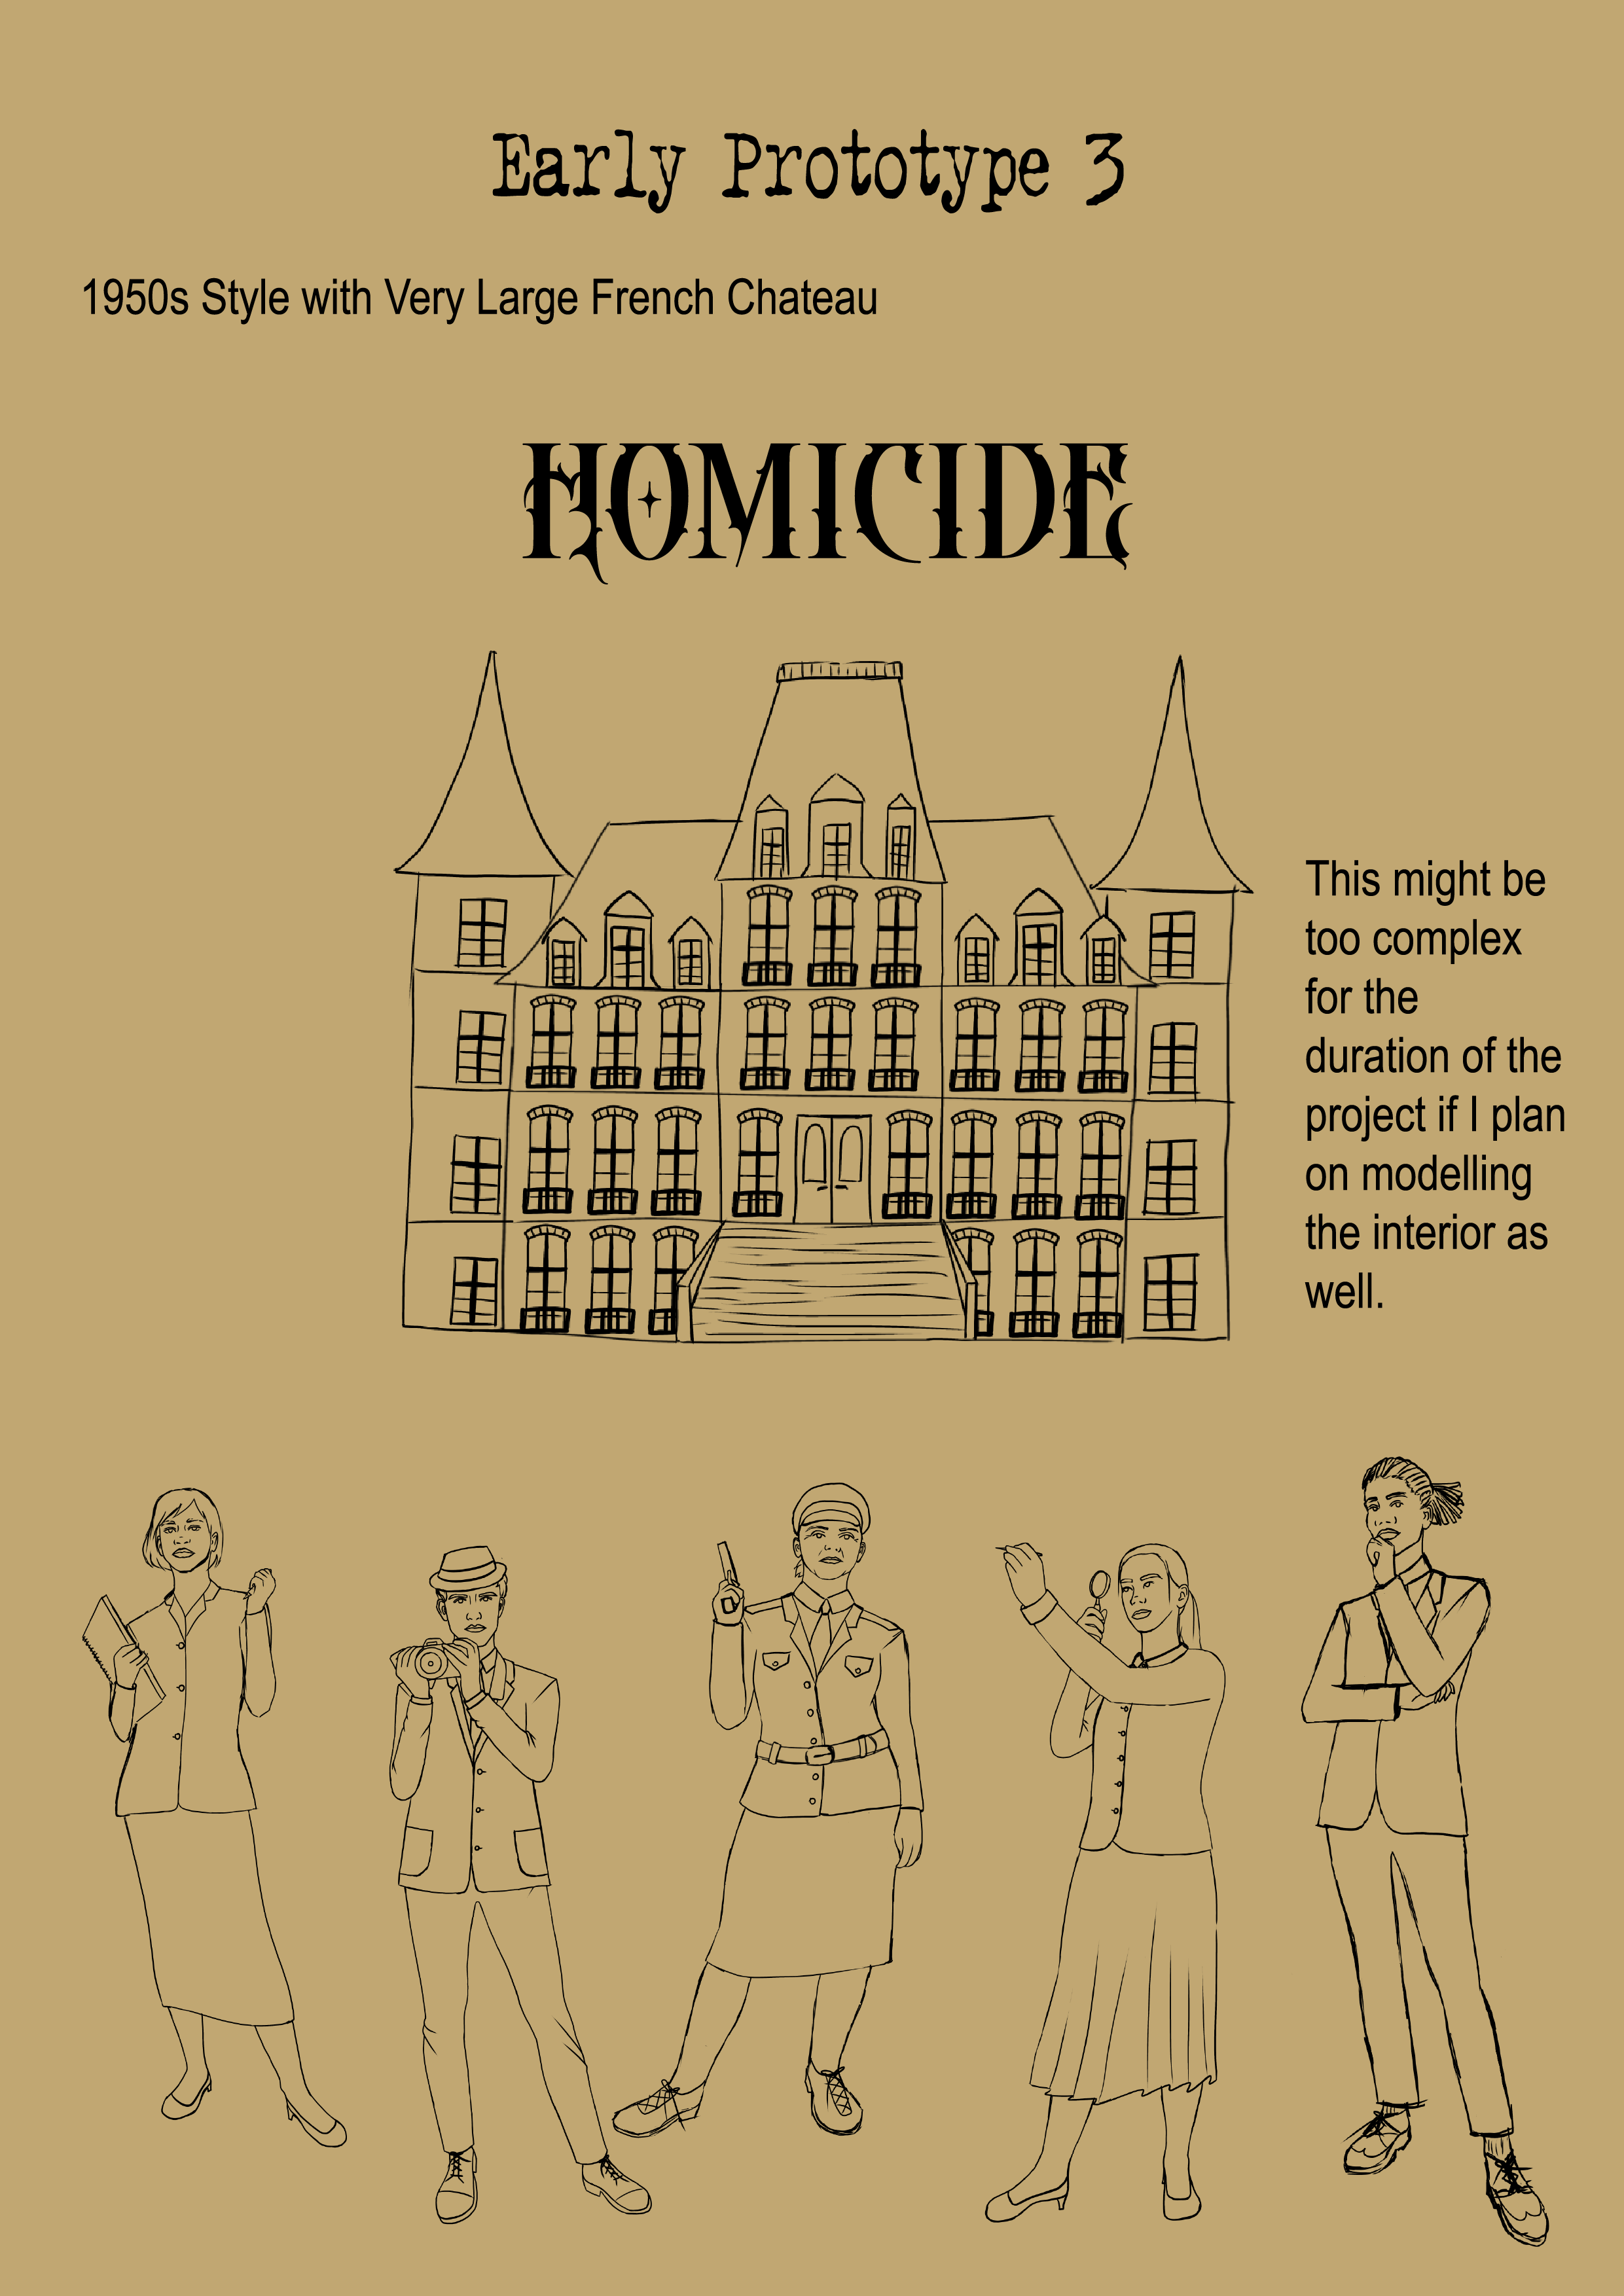 Early Prototype 3
1950s Style with Very Large French Chateau
HOMICIDE
This might be
too complex
for the
duration of the
project if I plan
on modelling
the interior as
well.